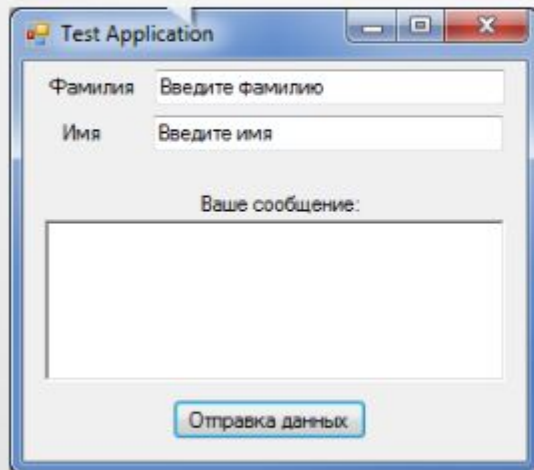 Test Application
Фамилия Введите фамилию
Имя Введите имя
Ваше сообщение:
Отправка данных